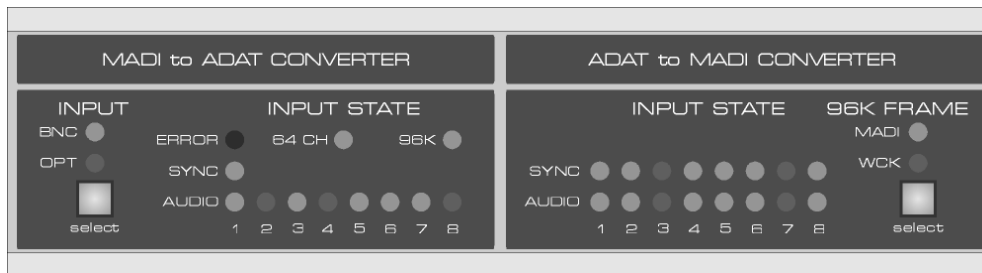 MADI to ADAT CONVERTER
INPUT
INPUT STATE
BNC
ERROR
64 CH
96K
OPT
SYNC
AUDIO
select
1 2 3 4 5 6 7 8
ADAT to MADI CONVERTER
INPUT STATE
96K FRAME
MADI
SYNC
WCK
AUDIO
1 2 3 4 5 6 7 8
select